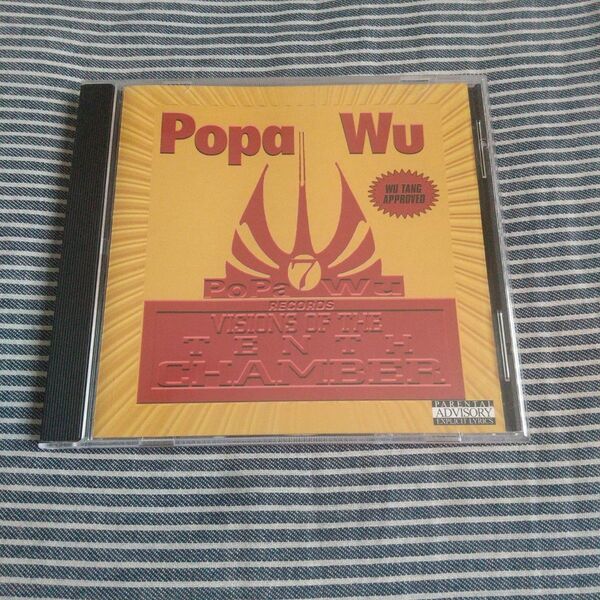 Popa Wu
WU TANG
APPROVED
7
PoPa Wu
RECORDS
VISIONS OF THE
TENTH
CHAMBER
PARENTAL
ADVISORY
EXPLICIT LYRICS